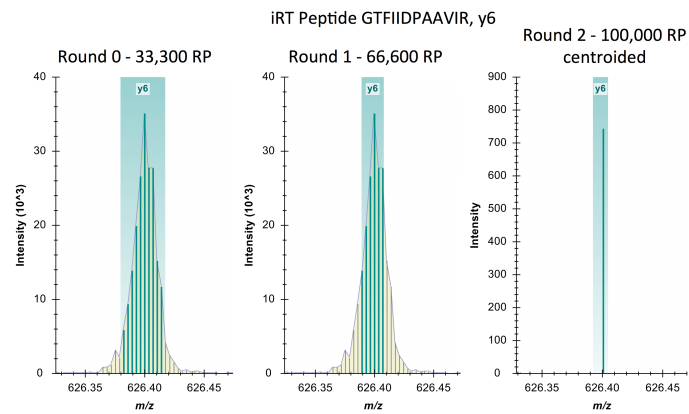 iRT Peptide GTFIIDPAAVIR, y6
Round 0 - 33,300 RP
Round 1 - 66,600 RP
Round 2 - 100,000 RP
centroided
40
30
20
10
0
Intensity (10^3)
y6
626.35
626.40
626.45
m/z
40
30
20
10
0
Intensity (10^3)
y6
626.35
626.40
626.45
m/z
900
800
700
600
500
400
300
200
100
0
Intensity
y6
626.35
626.40
626.45
m/z